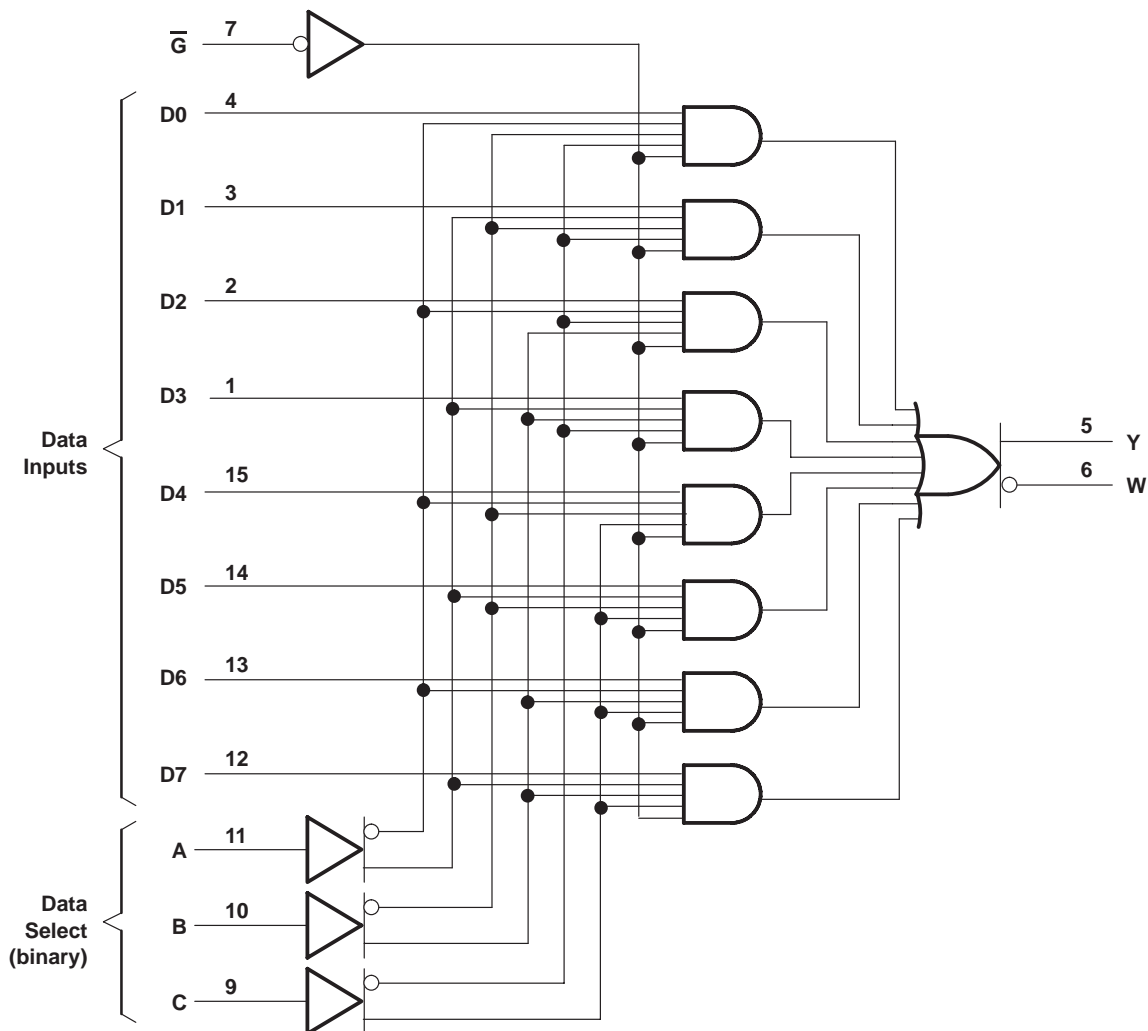 G̅ 7
D0 4
D1 3
D2 2
D3 1
Data
Inputs
D4 15
D5 14
D6 13
D7 12
5 Y
6 W
A 11
B 10
C 9
Data
Select
(binary)